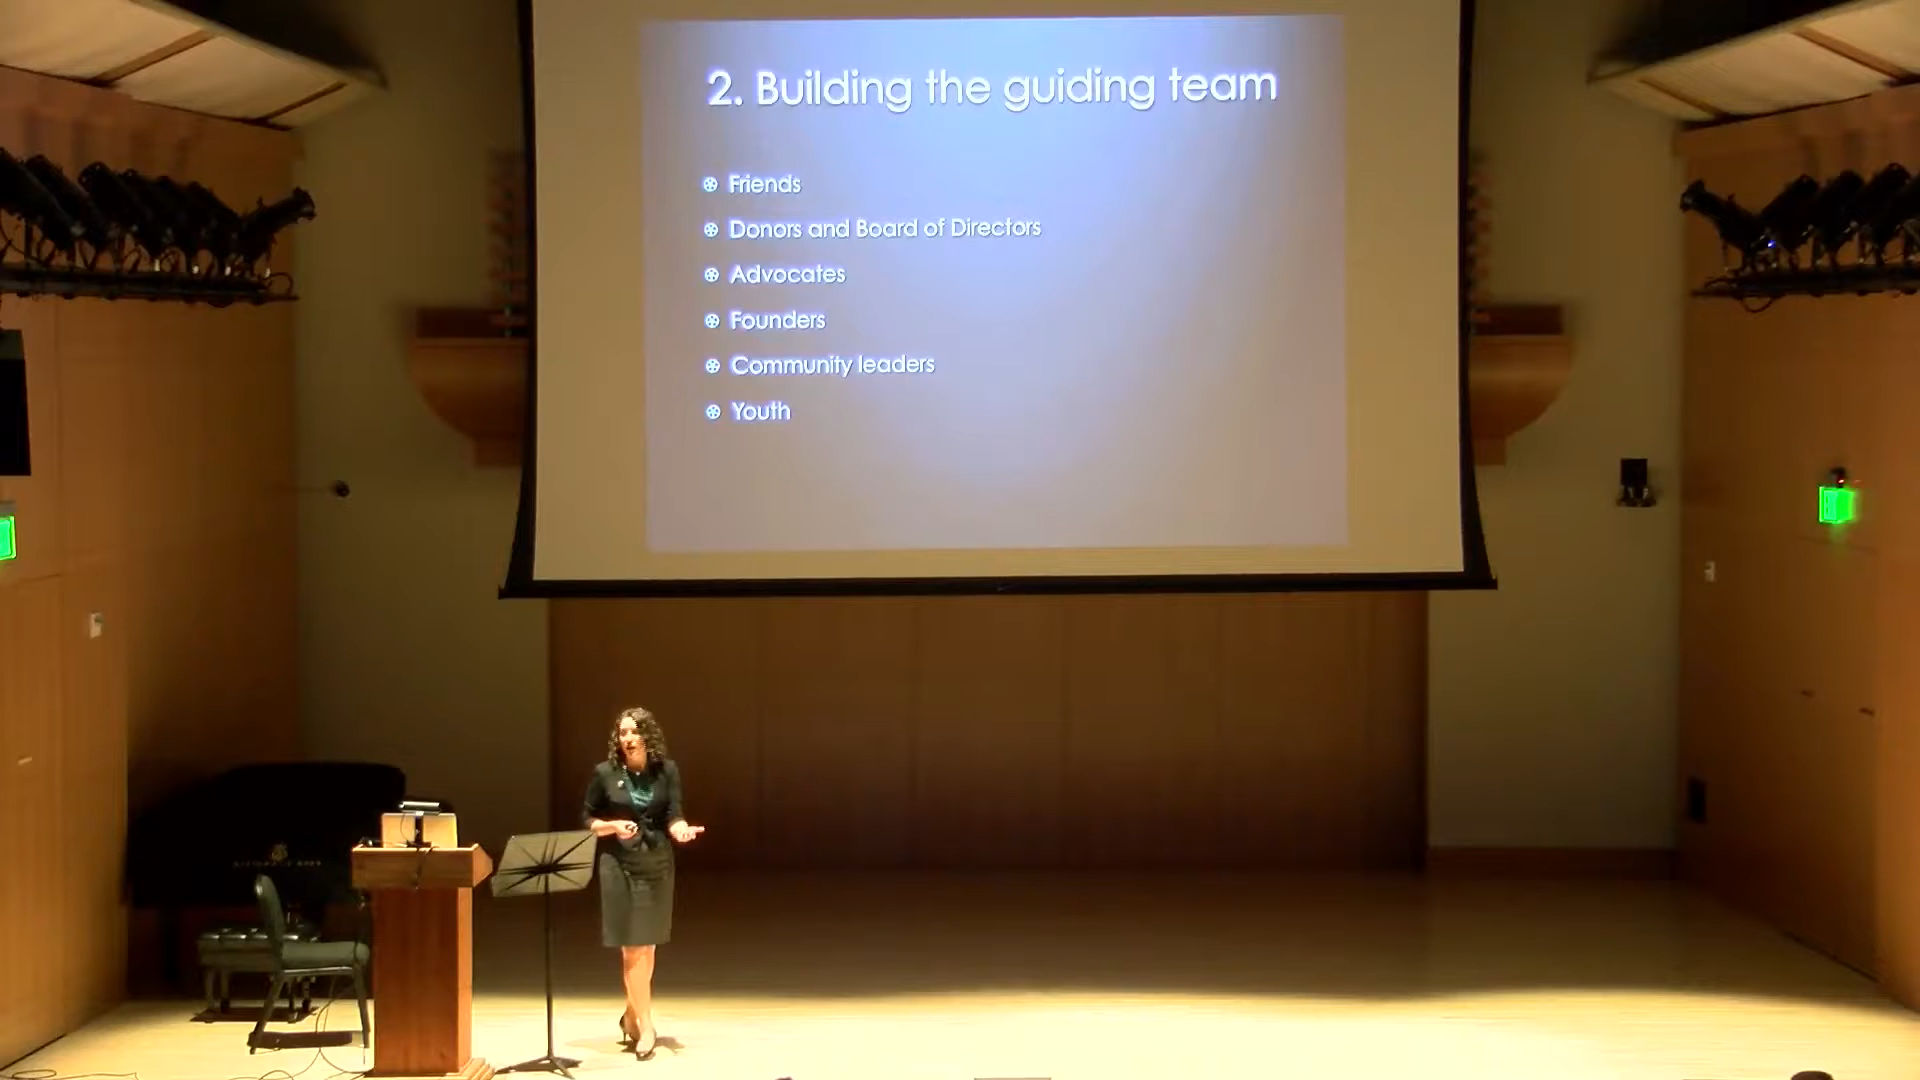 2. Building the guiding team
Friends
Donors and Board of Directors
Advocates
Founders
Community leaders
Youth